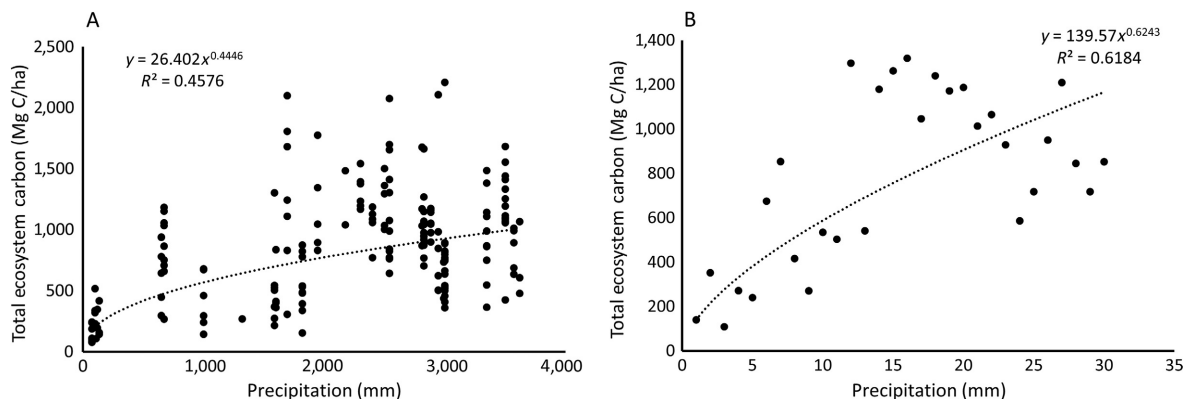 A
y = 26.402x^0.4446
R² = 0.4576
Total ecosystem carbon (Mg C/ha)
2,500
2,000
1,500
1,000
500
0
0 1,000 2,000 3,000 4,000
Precipitation (mm)
B
y = 139.57x^0.6243
R² = 0.6184
Total ecosystem carbon (Mg C/ha)
1,400
1,200
1,000
800
600
400
200
0
0 5 10 15 20 25 30 35
Precipitation (mm)